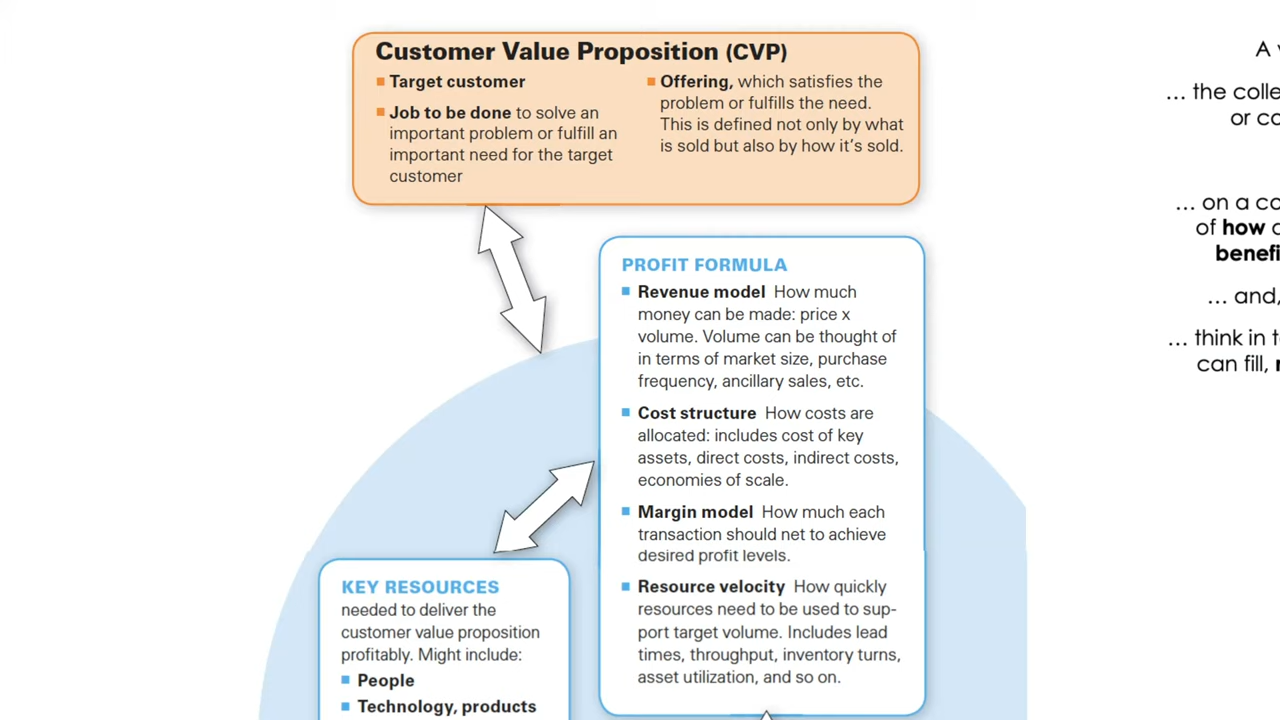 Customer Value Proposition (CVP)
Target customer
Job to be done to solve an
important problem or fulfill an
important need for the target
customer
Offering, which satisfies the
problem or fulfills the need.
This is defined not only by what
is sold but also by how it’s sold.
PROFIT FORMULA
Revenue model How much
money can be made: price x
volume. Volume can be thought of
in terms of market size, purchase
frequency, ancillary sales, etc.
Cost structure How costs are
allocated: includes cost of key
assets, direct costs, indirect costs,
economies of scale.
Margin model How much each
transaction should net to achieve
desired profit levels.
Resource velocity How quickly
resources need to be used to sup-
port target volume. Includes lead
times, throughput, inventory turns,
asset utilization, and so on.
KEY RESOURCES
needed to deliver the
customer value proposition
profitably. Might include:
People
Technology, products
A
… the
or
… on a
of how
… and,
… think in
can fill,